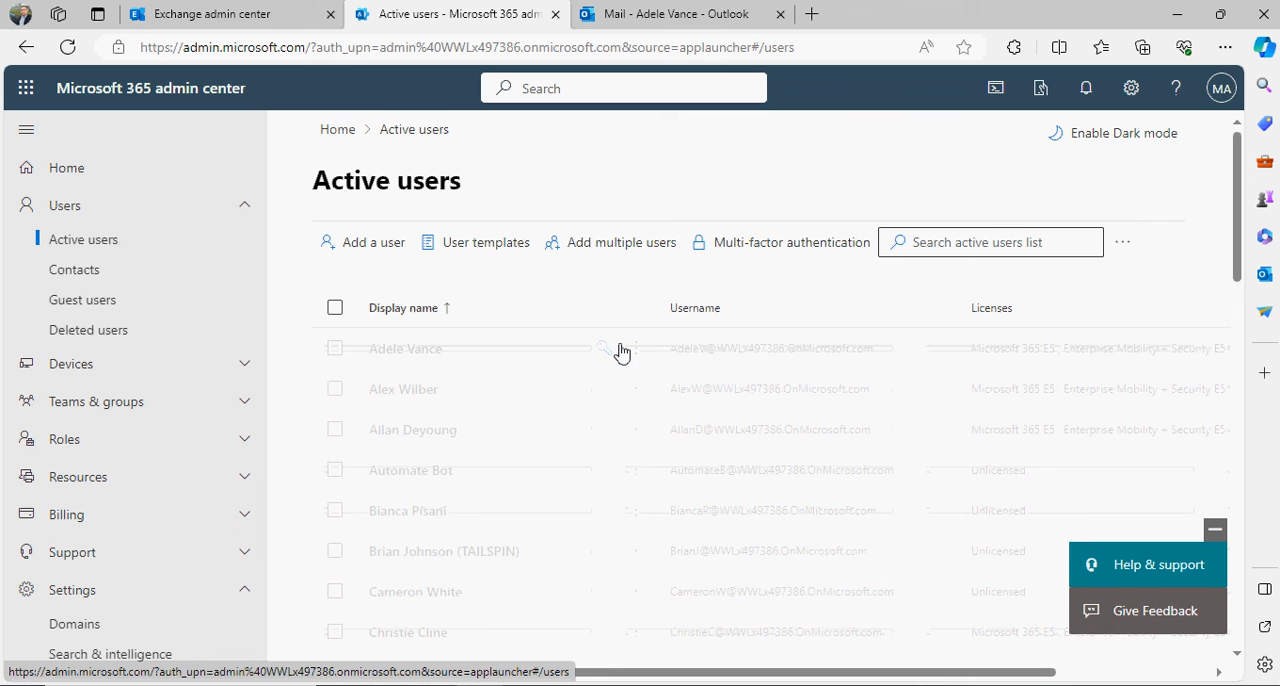 Exchange admin center
Active users - Microsoft 365 adm
Mail - Adele Vance - Outlook
https://admin.microsoft.com/?auth_upn=admin%40WWLx497386.onmicrosoft.com&source=applauncher#/users
Microsoft 365 admin center
Search
MA
Home > Active users
Enable Dark mode
Home
Users
Active users
Contacts
Guest users
Deleted users
Devices
Teams & groups
Roles
Resources
Billing
Support
Settings
Domains
Search & intelligence
Active users
Add a user
User templates
Add multiple users
Multi-factor authentication
Search active users list
Display name ↑ Username Licenses
Adele Vance AdeleV@WWLx497386.OnMicrosoft.com Microsoft 365 E5 , Enterprise Mobility + Security E5
Alex Wilber AlexW@WWLx497386.OnMicrosoft.com Microsoft 365 E5 , Enterprise Mobility + Security E5
Allan Deyoung AllanD@WWLx497386.OnMicrosoft.com Microsoft 365 E5 , Enterprise Mobility + Security E5
Automate Bot AutomateB@WWLx497386.OnMicrosoft.com Unlicensed
Bianca Pisani BiancaP@WWLx497386.OnMicrosoft.com Unlicensed
Brian Johnson (TAILSPIN) BrianJ@WWLx497386.OnMicrosoft.com Unlicensed
Cameron White CameronW@WWLx497386.OnMicrosoft.com Unlicensed
Christie Cline ChristieC@WWLx497386.OnMicrosoft.com Microsoft 365 E5 , Enterprise Mobility + Security E5
Help & support
Give Feedback
https://admin.microsoft.com/?auth_upn=admin%40WWLx497386.onmicrosoft.com&source=applauncher#/users